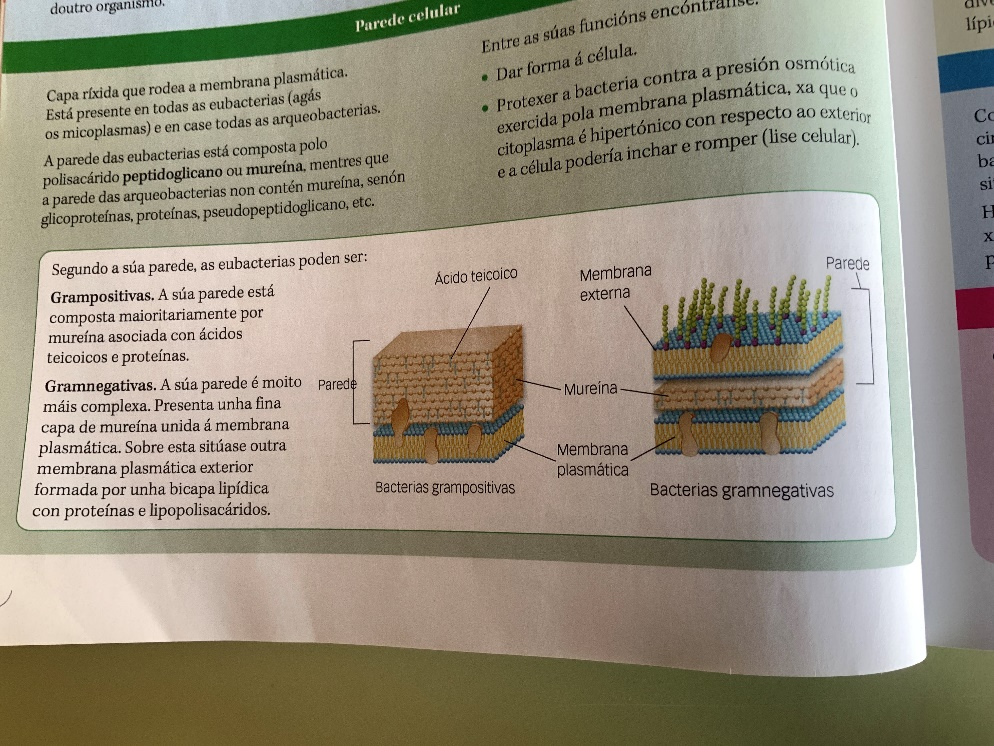 doutro organismo.
Parede celular
Capa ríxida que rodea a membrana plasmática.
Está presente en todas as eubacterias (agás
os micoplasmas) e en case todas as arqueobacterias.
A parede das eubacterias está composta polo
polisacárido peptidoglicano ou mureína, mentres que
a parede das arqueobacterias non contén mureína, senón
glicoproteínas, proteínas, pseudopeptidoglicano, etc.
Entre as súas funcións encóntranse:
• Dar forma á célula.
• Protexer a bacteria contra a presión osmótica
exercida pola membrana plasmática, xa que o
citoplasma é hipertónico con respecto ao exterior
e a célula podería inchar e romper (lise celular).
Segundo a súa parede, as eubacterias poden ser:
Grampositivas. A súa parede está
composta maioritariamente por
mureína asociada con ácidos
teicoicos e proteínas.
Gramnegativas. A súa parede é moito
máis complexa. Presenta unha fina
capa de mureína unida á membrana
plasmática. Sobre esta sitúase outra
membrana plasmática exterior
formada por unha bicapa lipídica
con proteínas e lipopolisacáridos.
Ácido teicoico
Parede
Bacterias grampositivas
Membrana
externa
Mureína
Membrana
plasmática
Parede
Bacterias gramnegativas